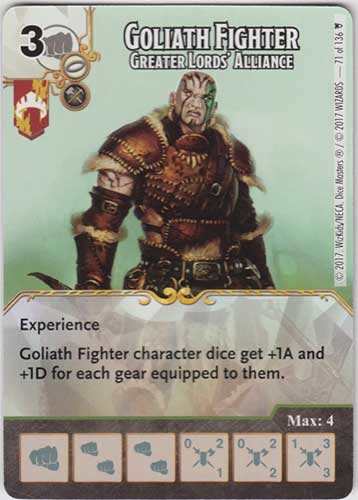 3
GOLIATH FIGHTER
GREATER LORDS' ALLIANCE
© 2017. WizKids/NECA. Dice Masters ® / © 2017 WIZARDS — 71 of 136
Experience
Goliath Fighter character dice get +1A and
+1D for each gear equipped to them.
Max: 4
0 2 1
0 2 2
1 3 3